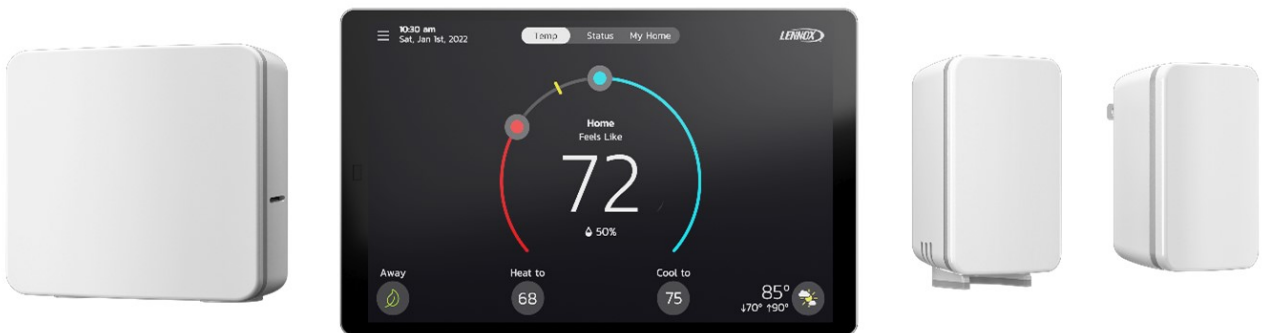 10:30 am
Sat, Jan 1st, 2022
Temp
Status
My Home
LENNOX
Home
Feels Like
72
50%
Away
Heat to
68
Cool to
75
85°
↓70° ↑90°